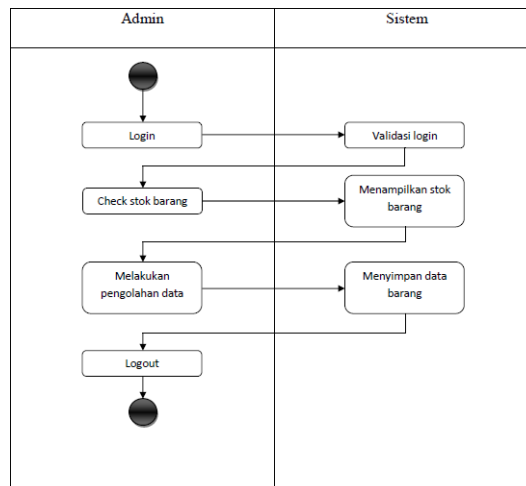 Admin
Sistem
Login
Validasi login
Check stok barang
Menampilkan stok
barang
Melakukan
pengolahan data
Menyimpan data
barang
Logout